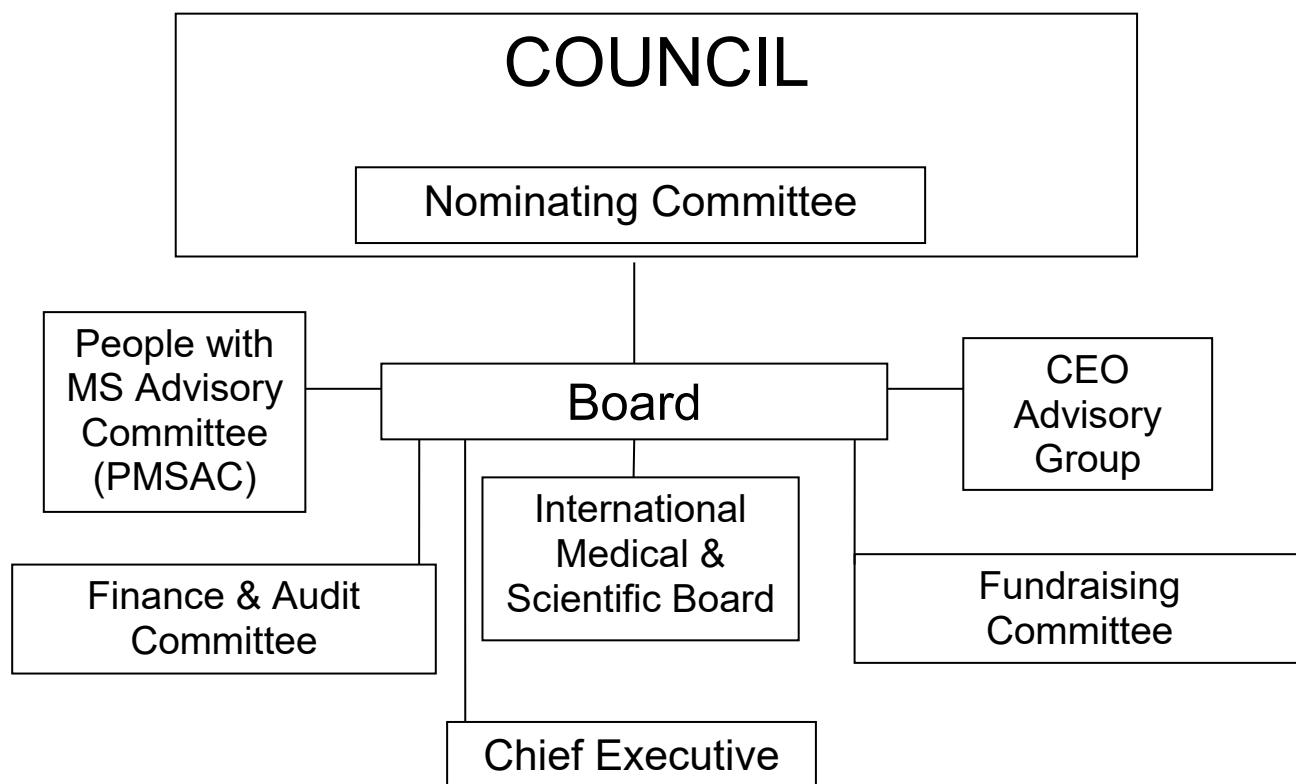 COUNCIL
Nominating Committee
People with
MS Advisory
Committee
(PMSAC)
Board
CEO
Advisory
Group
International
Medical &
Scientific Board
Finance & Audit
Committee
Fundraising
Committee
Chief Executive